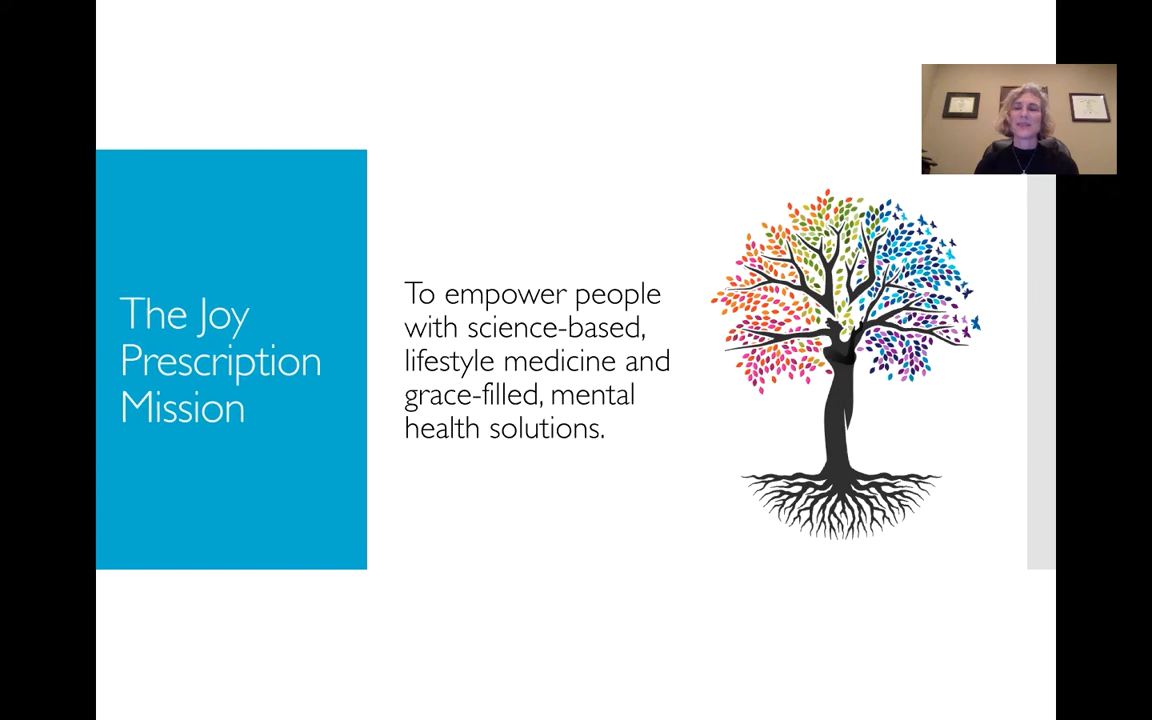 The Joy
Prescription
Mission
To empower people
with science-based,
lifestyle medicine and
grace-filled, mental
health solutions.